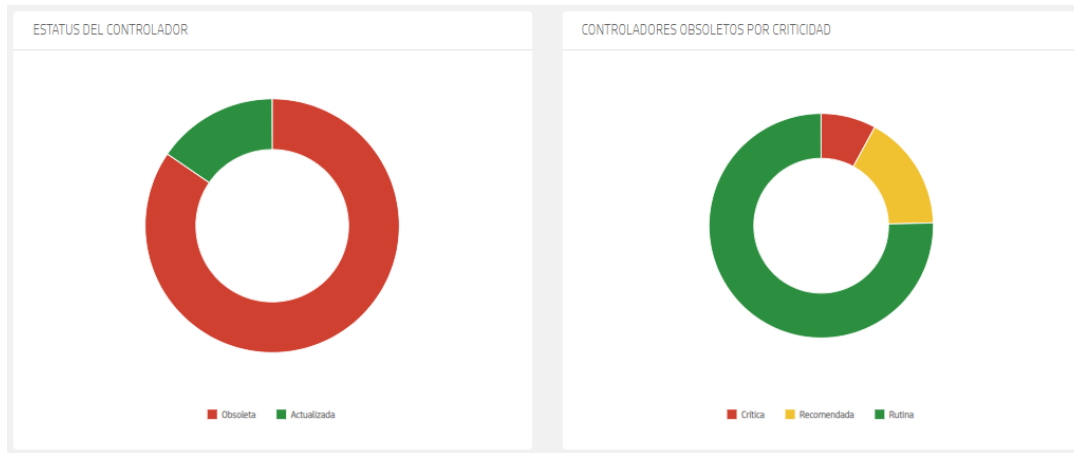 ESTATUS DEL CONTROLADOR
CONTROLADORES OBSOLETOS POR CRITICIDAD
Obsoleta
Actualizada
Crítica
Recomendada
Rutina